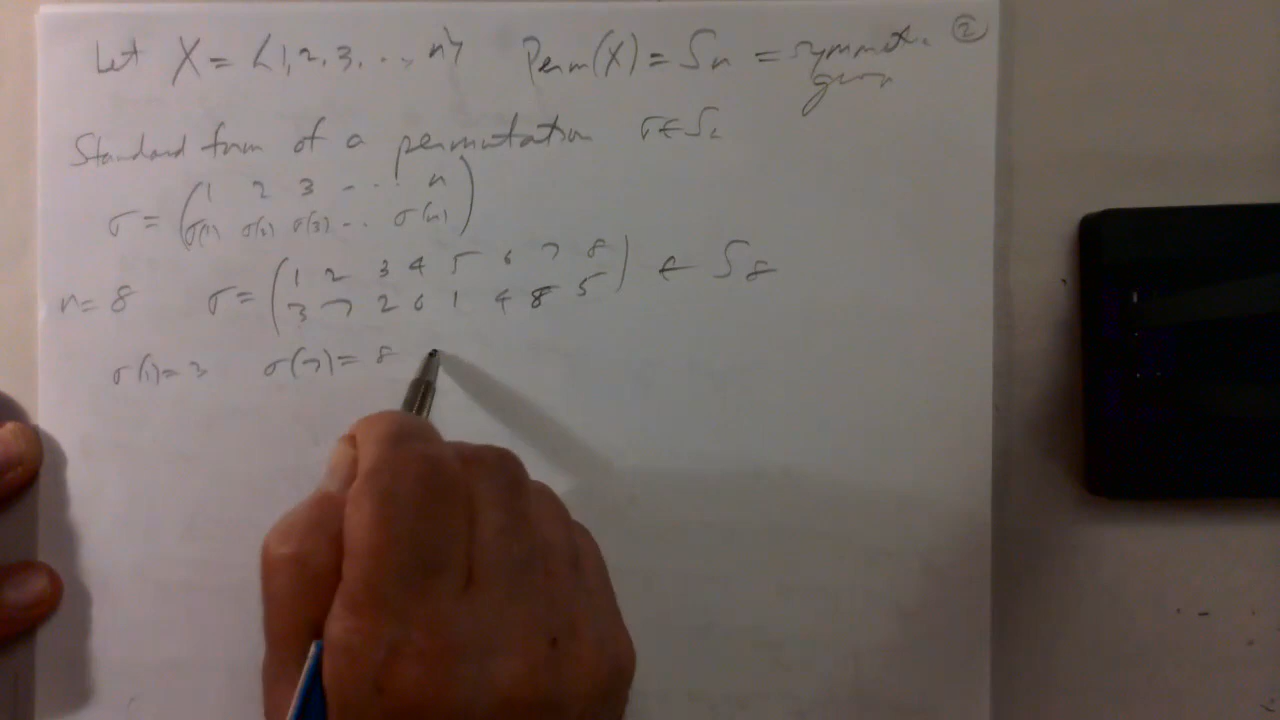 Let X = {1, 2, 3, . . ., n} Perm(X) = Sn = symmet. ②
group
Standard form of a permutation σ ∈ Sn
σ = ( 1 2 3 - - . . n )
σ(1) σ(2) σ(3) - .. σ(n)
n = 8 σ = ( 1 2 3 4 5 6 7 8 ) ∈ S8
3 7 2 6 1 4 8 5
σ(1) = 3 σ(7) = 8